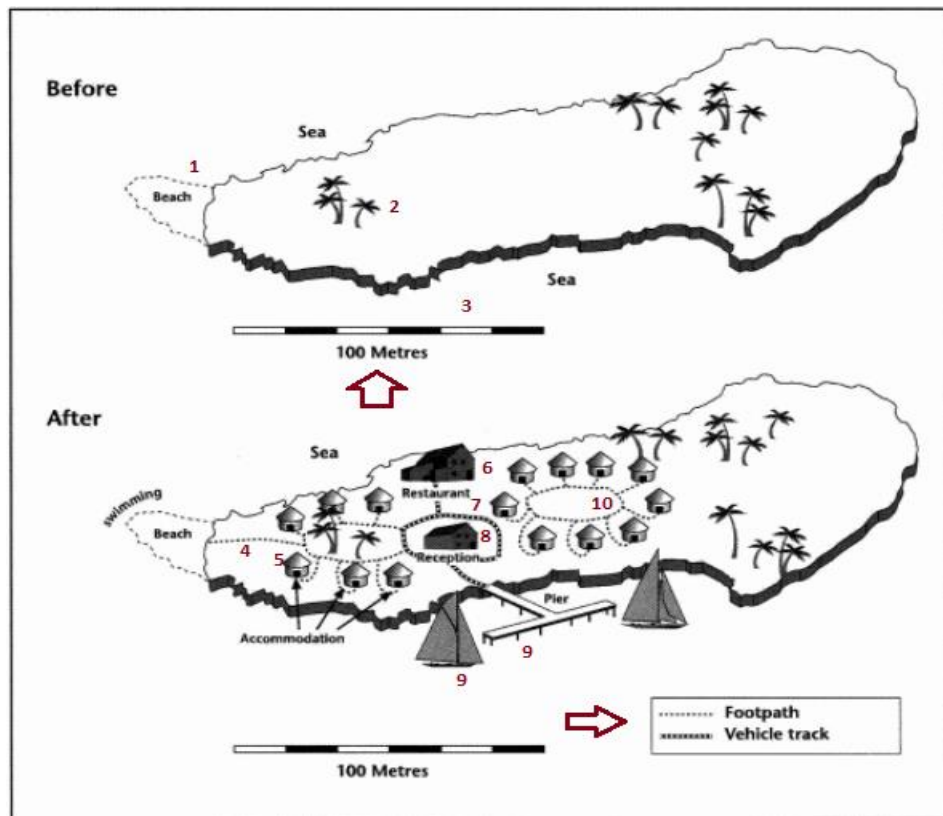 Before
Sea
1
Beach
2
Sea
3
100 Metres
After
Sea
6
Restaurant
swimming
7
10
Beach
4
8
5
Reception
Pier
Accommodation
9
9
Footpath
Vehicle track
100 Metres